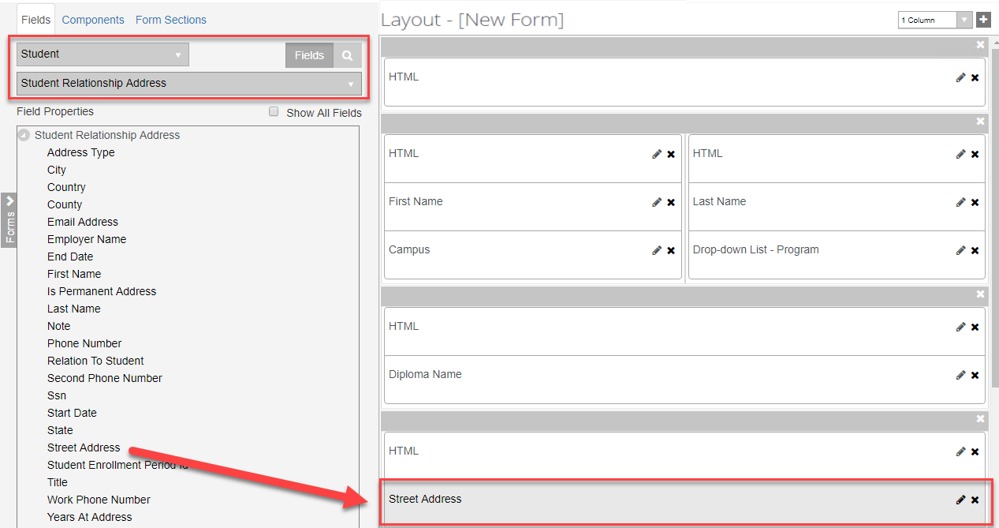 Fields Components Form Sections
Student
Fields
Student Relationship Address
Field Properties
Show All Fields
Student Relationship Address
Address Type
City
Country
County
Email Address
Employer Name
End Date
First Name
Is Permanent Address
Last Name
Note
Phone Number
Relation To Student
Second Phone Number
Ssn
Start Date
State
Street Address
Student Enrollment Period Id
Title
Work Phone Number
Years At Address
Forms
Layout - [New Form]
1 Column
HTML
HTML
HTML
First Name
Last Name
Campus
Drop-down List - Program
HTML
Diploma Name
HTML
Street Address